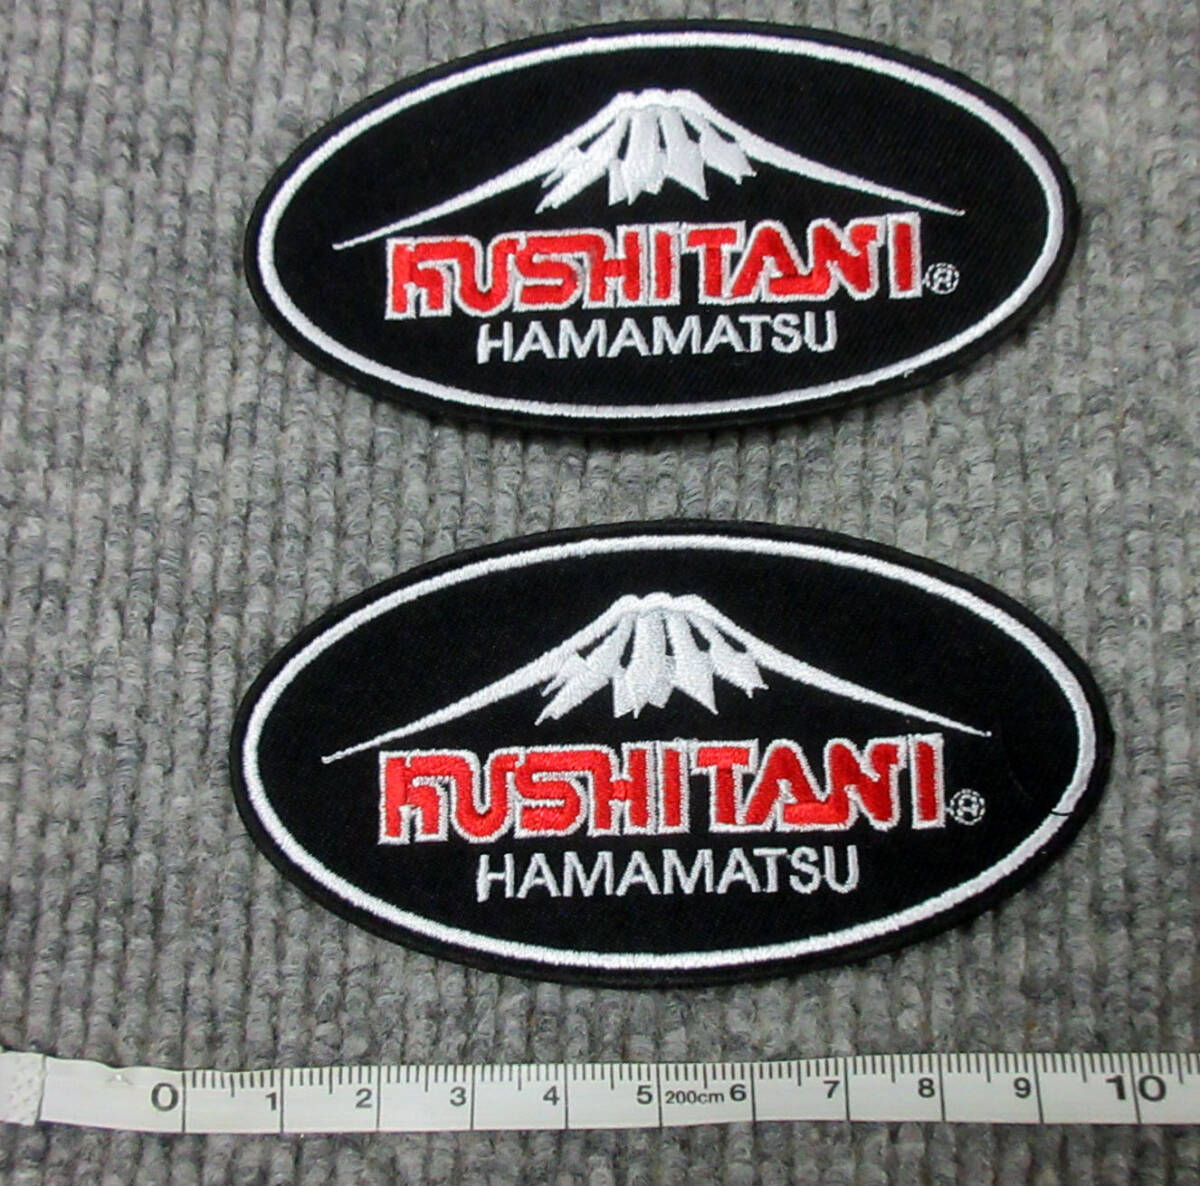 KUSHITANI®
HAMAMATSU
KUSHITANI®
HAMAMATSU
0 1 2 3 4 5 200cm 6 7 8 9 10